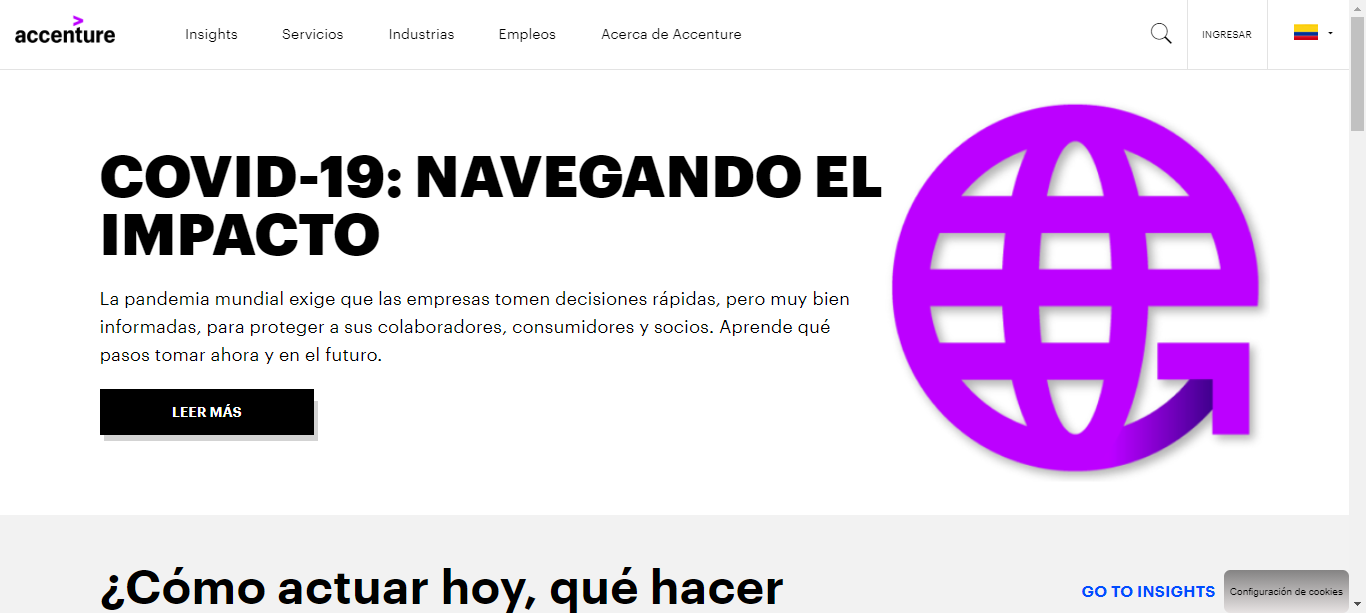 accenture
Insights
Servicios
Industrias
Empleos
Acerca de Accenture
INGRESAR
COVID-19: NAVEGANDO EL
IMPACTO
La pandemia mundial exige que las empresas tomen decisiones rápidas, pero muy bien
informadas, para proteger a sus colaboradores, consumidores y socios. Aprende qué
pasos tomar ahora y en el futuro.
LEER MÁS
¿Cómo actuar hoy, qué hacer
GO TO INSIGHTS
Configuración de cookies